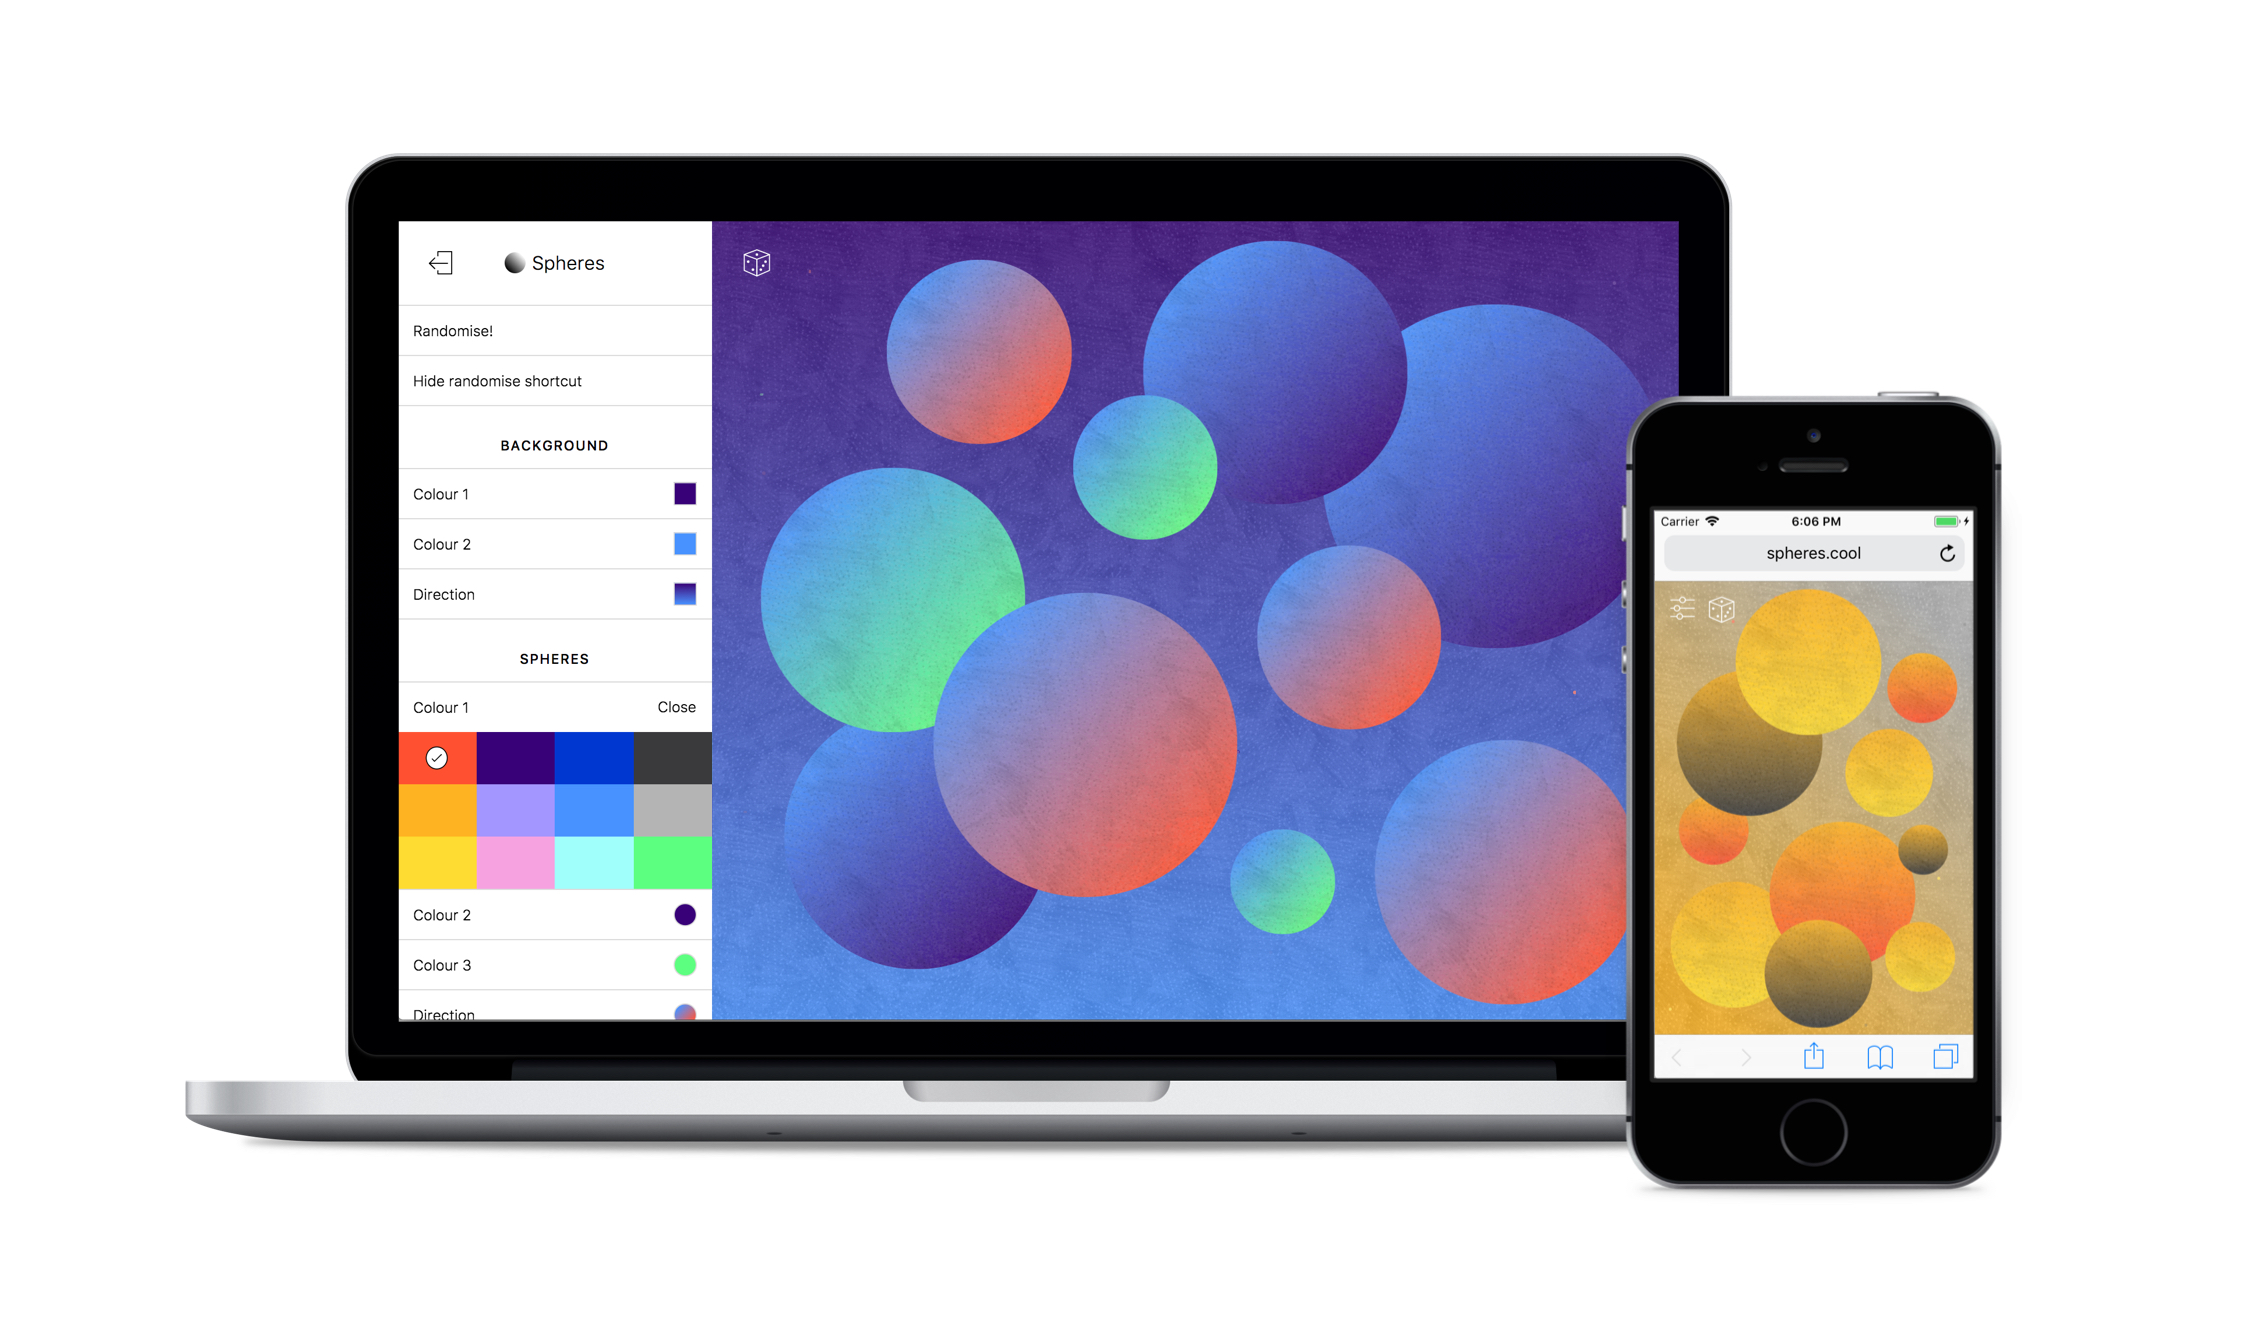 Spheres
Randomise!
Hide randomise shortcut
BACKGROUND
Colour 1
Colour 2
Direction
SPHERES
Colour 1 Close
Colour 2
Colour 3
Direction
Carrier 6:06 PM
spheres.cool